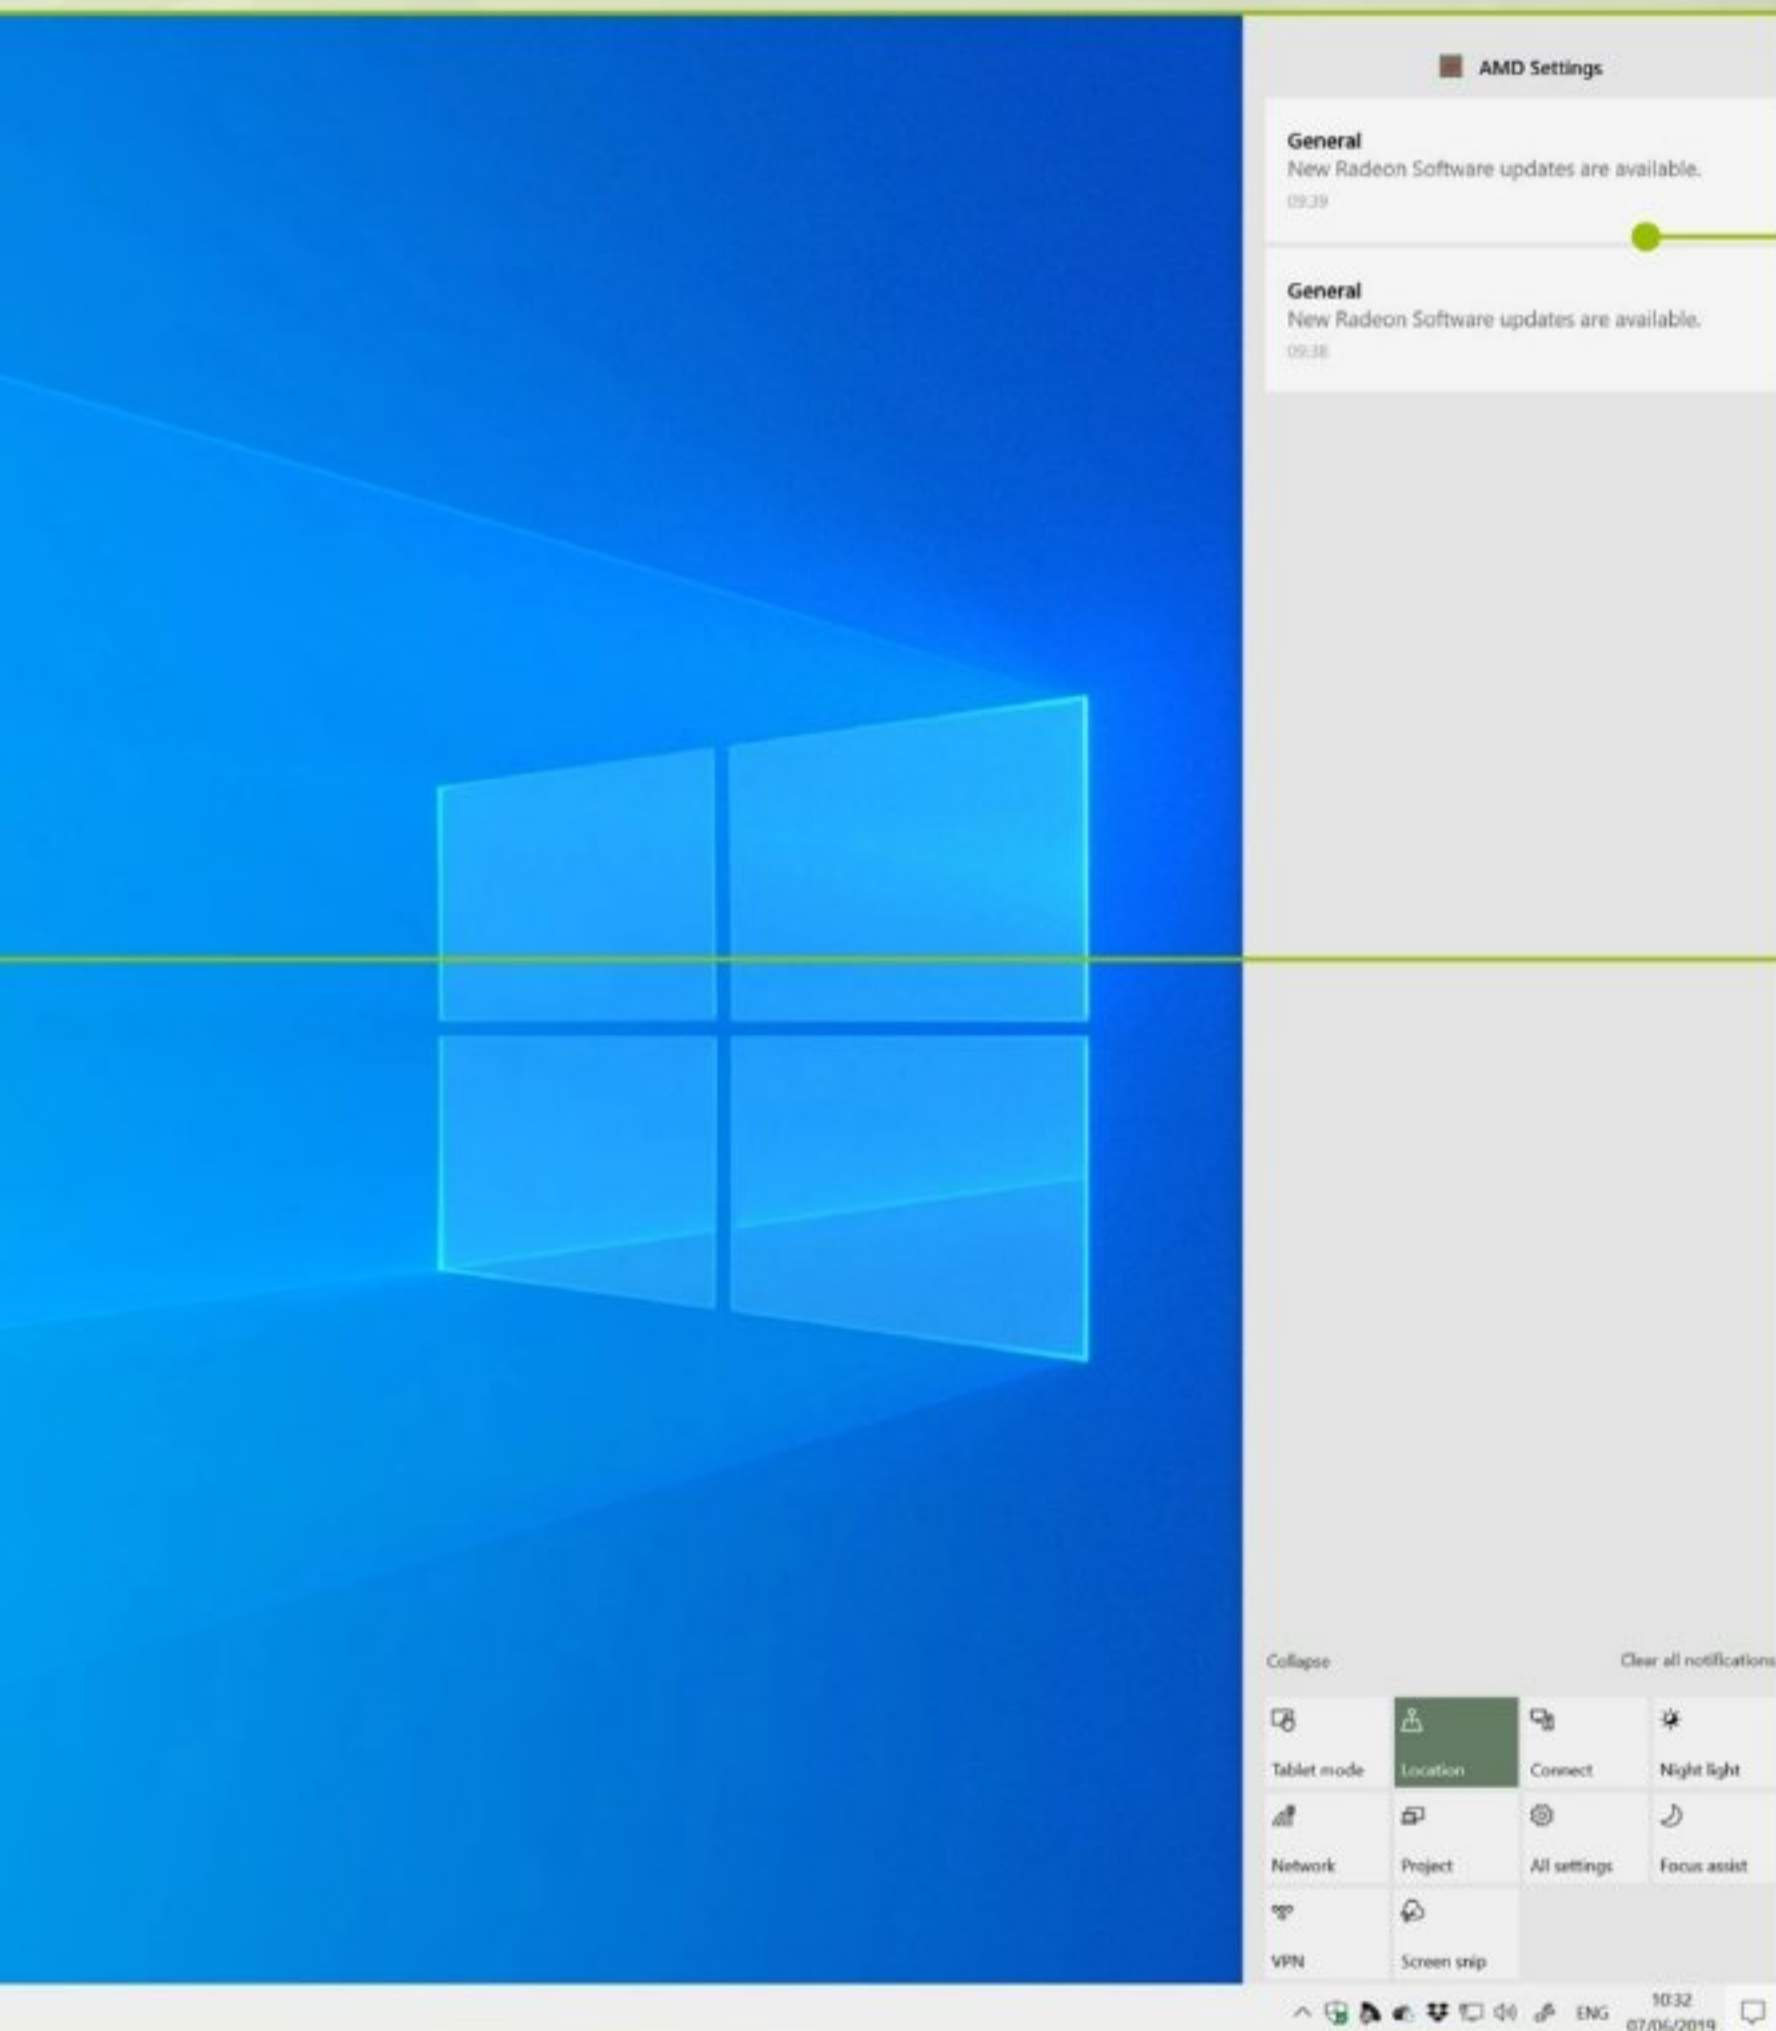 AMD Settings
General
New Radeon Software updates are available.
09:39
General
New Radeon Software updates are available.
09:38
Collapse
Clear all notifications
Tablet mode
Location
Connect
Night light
Network
Project
All settings
Focus assist
VPN
Screen snip
ENG
10:32
07/06/2019